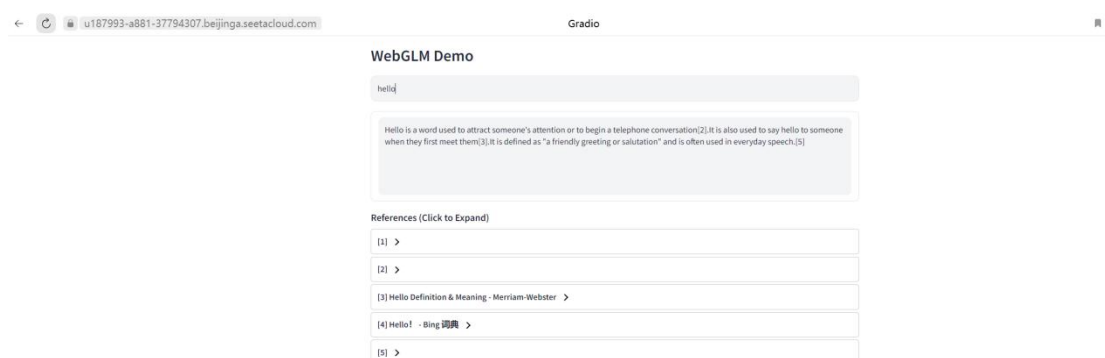 u187993-a881-37794307.beijinga.seetacloud.com
Gradio
WebGLM Demo
hello
Hello is a word used to attract someone's attention or to begin a telephone conversation[2].It is also used to say hello to someone
when they first meet them[3].It is defined as "a friendly greeting or salutation" and is often used in everyday speech.[5]
References (Click to Expand)
[1]
[2]
[3] Hello Definition & Meaning - Merriam-Webster
[4] Hello！ - Bing 词典
[5]